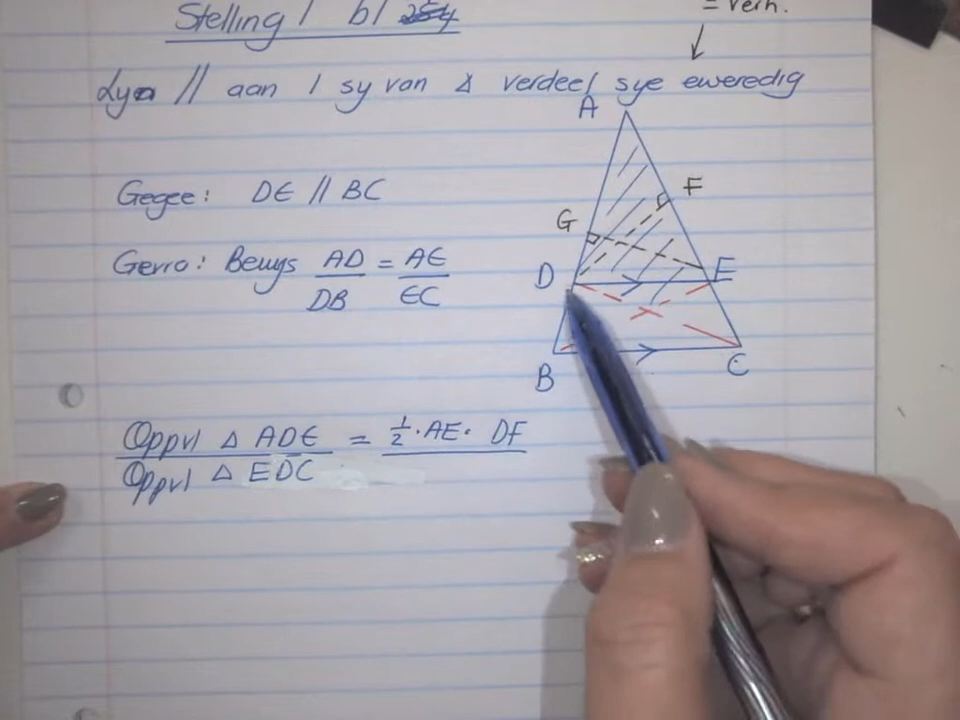 Stelling 1 bl
= verh.
Lyn // aan 1 sy van Δ verdeel sye eweredig
A
Gegee: DE // BC
F
G
Gevra: Bewys AD = AE
D
E
DB EC
B
C
Oppvl Δ ADE = 1/2 · AE · DF
Oppvl Δ EDC